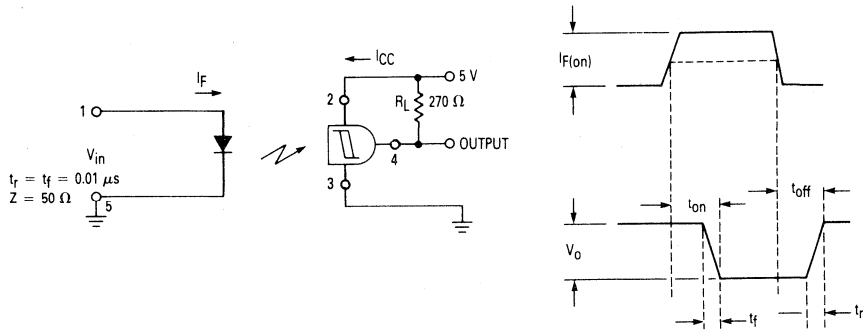 I_F
1
V_in
t_r = t_f = 0.01 μs
Z = 50 Ω
5
I_CC
5 V
2
R_L 270 Ω
OUTPUT
4
3
I_F(on)
t_on
t_off
V_o
t_f
t_r